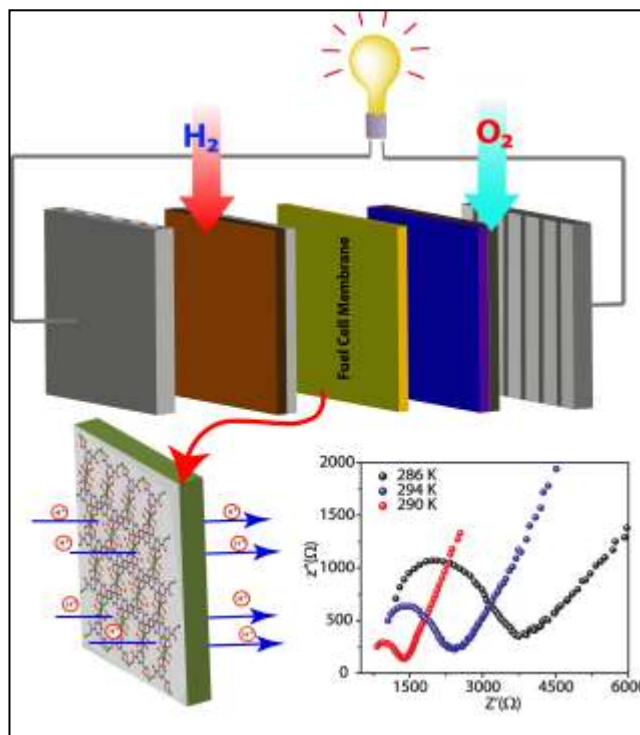 H₂
O₂
Fuel Cell Membrane
286 K
294 K
290 K
z''(Ω)
2000
1500
1000
500
0
1500
3000
4500
6000
Z'(Ω)